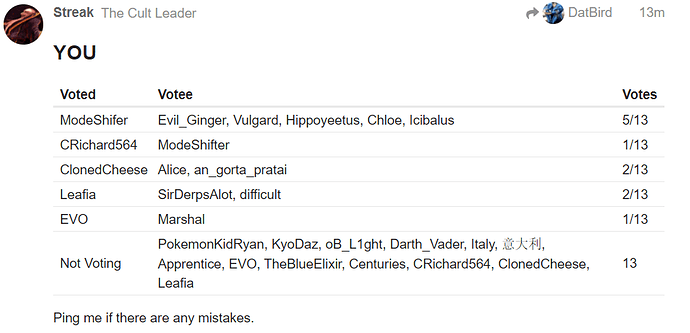 Streak The Cult Leader DatBird 13m
YOU
Voted Votee Votes
ModeShifer Evil_Ginger, Vulgard, Hippoyeetus, Chloe, Icibalus 5/13
CRichard564 ModeShifter 1/13
ClonedCheese Alice, an_gorta_pratai 2/13
Leafia SirDerpsAlot, difficult 2/13
EVO Marshal 1/13
Not Voting PokemonKidRyan, KyoDaz, oB_L1ght, Darth_Vader, Italy, 意大利,
Apprentice, EVO, TheBlueElixir, Centuries, CRichard564, ClonedCheese, 13
Leafia
Ping me if there are any mistakes.